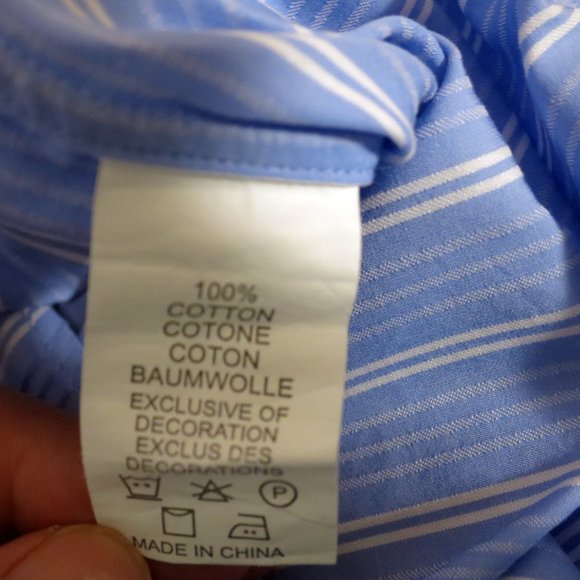 100%
COTTON
COTONE
COTON
BAUMWOLLE
EXCLUSIVE OF
DECORATION
EXCLUS DES
DECORATIONS
P
MADE IN CHINA